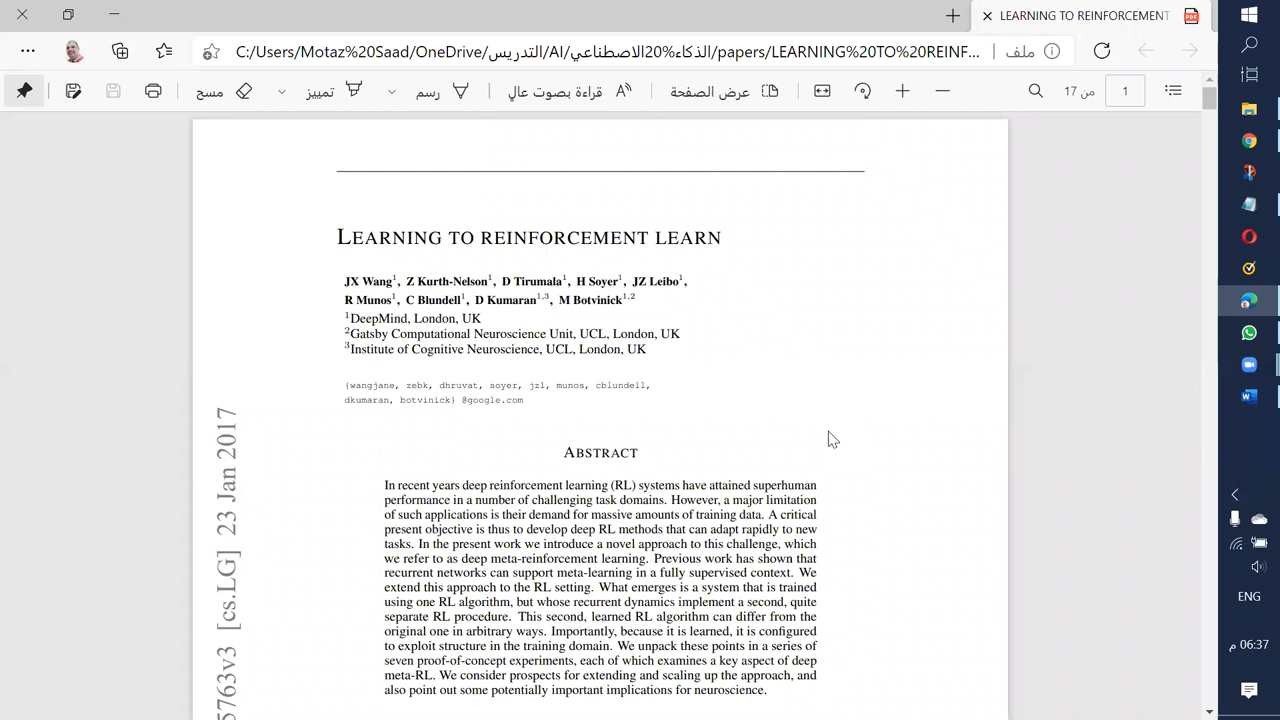 LEARNING TO REINFORCEMENT
C:/Users/Motaz%20Saad/OneDrive/التدريس/AI/الذكاء%20الاصطناعي/papers/LEARNING%20TO%20REINF...
ملف
مسح
تمييز
رسم
قراءة بصوت عال
عرض الصفحة
من 17
1
LEARNING TO REINFORCEMENT LEARN
JX Wang1, Z Kurth-Nelson1, D Tirumala1, H Soyer1, JZ Leibo1,
R Munos1, C Blundell1, D Kumaran1,3, M Botvinick1,2
1DeepMind, London, UK
2Gatsby Computational Neuroscience Unit, UCL, London, UK
3Institute of Cognitive Neuroscience, UCL, London, UK
{wangjane, zebk, dhruvat, soyer, jzl, munos, cblundell,
dkumaran, botvinick} @google.com
ABSTRACT
In recent years deep reinforcement learning (RL) systems have attained superhuman
performance in a number of challenging task domains. However, a major limitation
of such applications is their demand for massive amounts of training data. A critical
present objective is thus to develop deep RL methods that can adapt rapidly to new
tasks. In the present work we introduce a novel approach to this challenge, which
we refer to as deep meta-reinforcement learning. Previous work has shown that
recurrent networks can support meta-learning in a fully supervised context. We
extend this approach to the RL setting. What emerges is a system that is trained
using one RL algorithm, but whose recurrent dynamics implement a second, quite
separate RL procedure. This second, learned RL algorithm can differ from the
original one in arbitrary ways. Importantly, because it is learned, it is configured
to exploit structure in the training domain. We unpack these points in a series of
seven proof-of-concept experiments, each of which examines a key aspect of deep
meta-RL. We consider prospects for extending and scaling up the approach, and
also point out some potentially important implications for neuroscience.
5763v3 [cs.LG] 23 Jan 2017
ENG
06:37 م